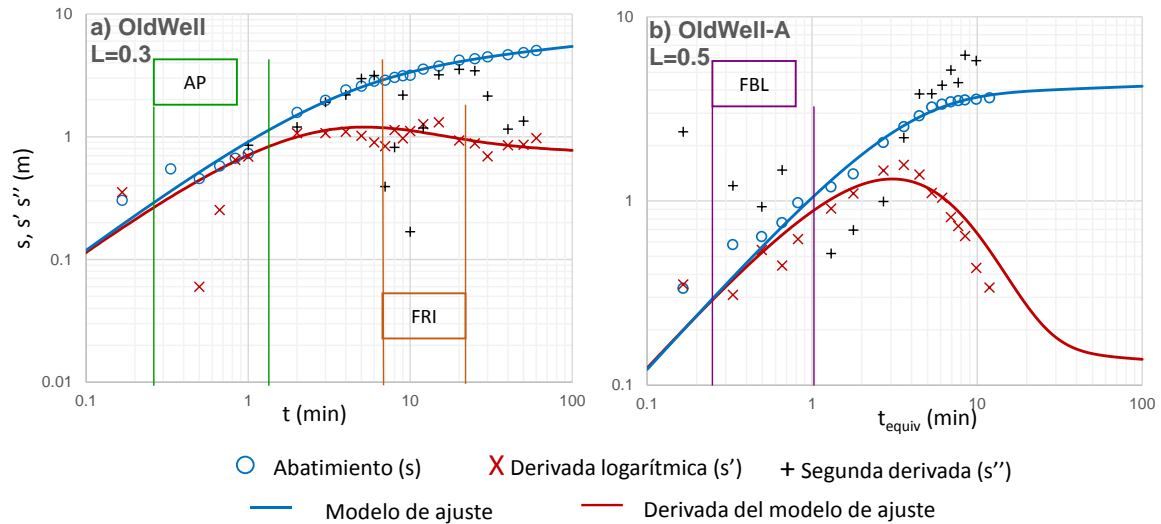 a) OldWell
L=0.3
AP
FRI
s, s' s'' (m)
10
1
0.1
0.01
0.1
1
10
100
t (min)
b) OldWell-A
L=0.5
FBL
10
1
0.1
0.1
1
10
100
tequiv (min)
Abatimiento (s)
Derivada logarítmica (s')
Segunda derivada (s'')
Modelo de ajuste
Derivada del modelo de ajuste